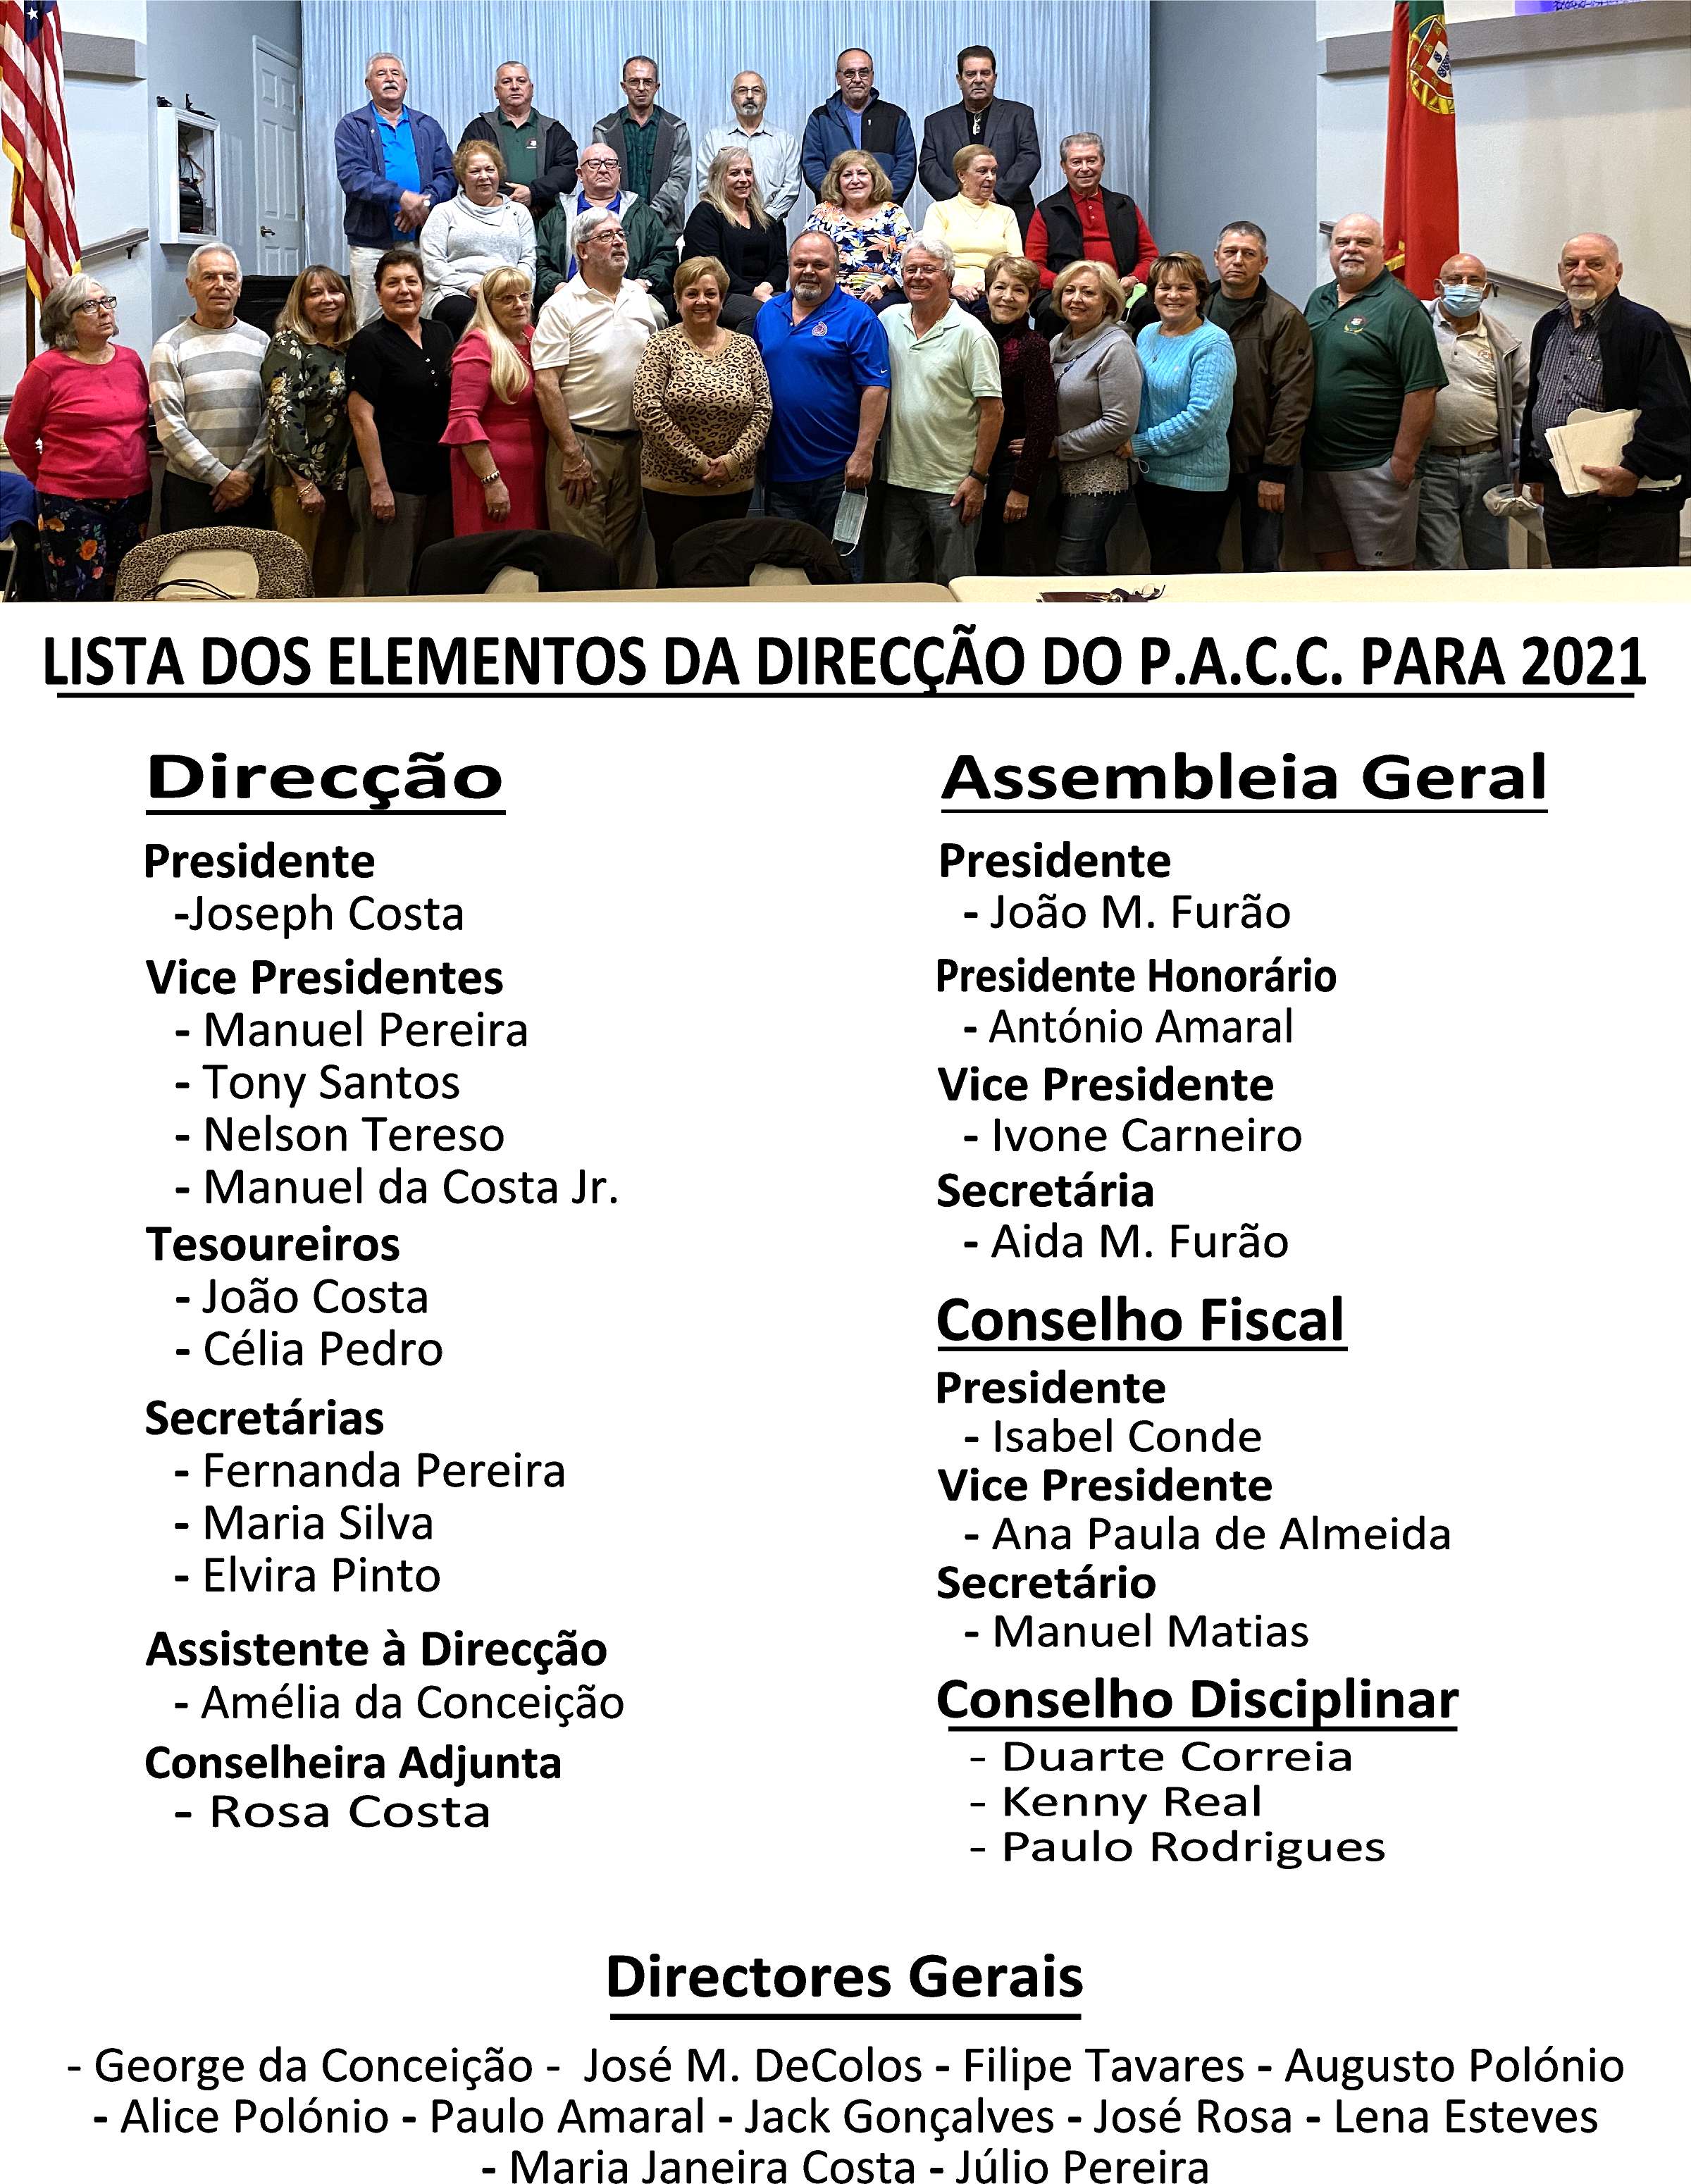 LISTA DOS ELEMENTOS DA DIRECÇÃO DO P.A.C.C. PARA 2021
Direcção
Presidente
-Joseph Costa
Vice Presidentes
- Manuel Pereira
- Tony Santos
- Nelson Tereso
- Manuel da Costa Jr.
Tesoureiros
- João Costa
- Célia Pedro
Secretárias
- Fernanda Pereira
- Maria Silva
- Elvira Pinto
Assistente à Direcção
- Amélia da Conceição
Conselheira Adjunta
- Rosa Costa
Assembleia Geral
Presidente
- João M. Furão
Presidente Honorário
- António Amaral
Vice Presidente
- Ivone Carneiro
Secretária
- Aida M. Furão
Conselho Fiscal
Presidente
- Isabel Conde
Vice Presidente
- Ana Paula de Almeida
Secretário
- Manuel Matias
Conselho Disciplinar
- Duarte Correia
- Kenny Real
- Paulo Rodrigues
Directores Gerais
- George da Conceição - José M. DeColos - Filipe Tavares - Augusto Polónio
- Alice Polónio - Paulo Amaral - Jack Gonçalves - José Rosa - Lena Esteves
- Maria Janeira Costa - Júlio Pereira